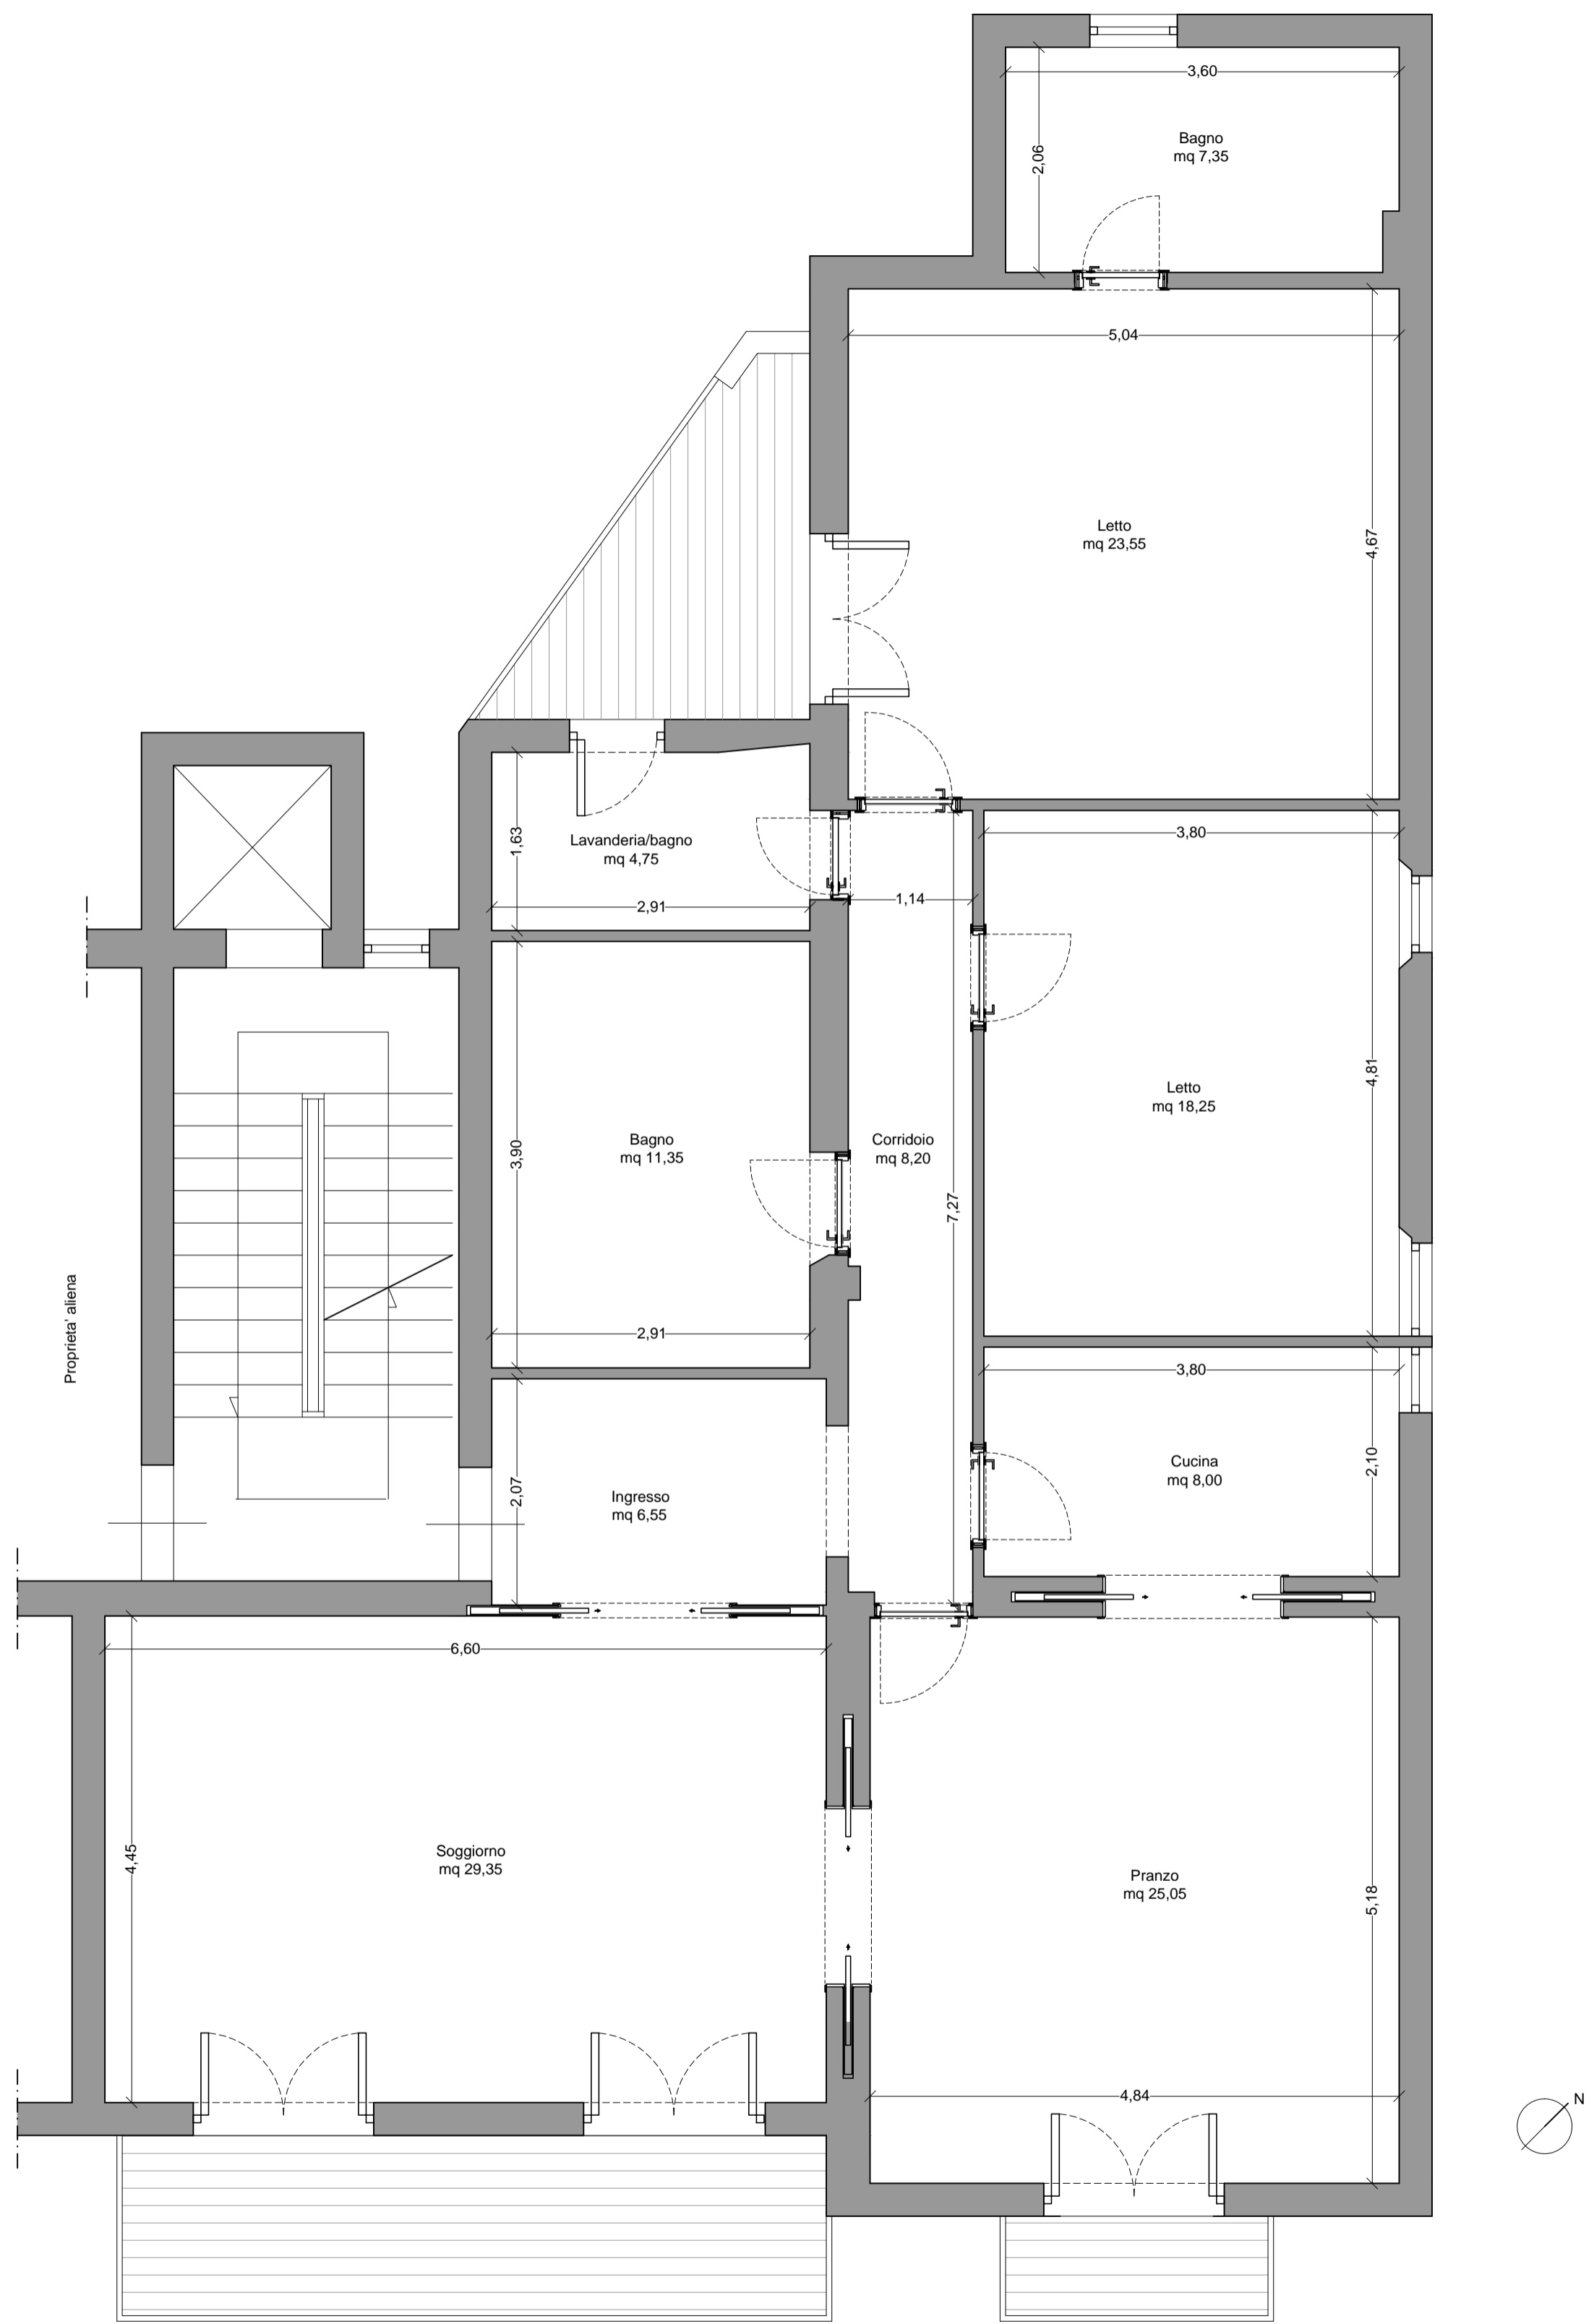 3,60
2,06
Bagno
mq 7,35
5,04
Letto
mq 23,55
4,67
3,80
1,63
Lavanderia/bagno
mq 4,75
2,91
1,14
4,81
Letto
mq 18,25
Bagno
mq 11,35
3,90
Corridoio
mq 8,20
7,27
Proprieta' aliena
2,91
3,80
2,10
Cucina
mq 8,00
2,07
Ingresso
mq 6,55
6,60
4,45
Soggiorno
mq 29,35
Pranzo
mq 25,05
5,18
4,84
N